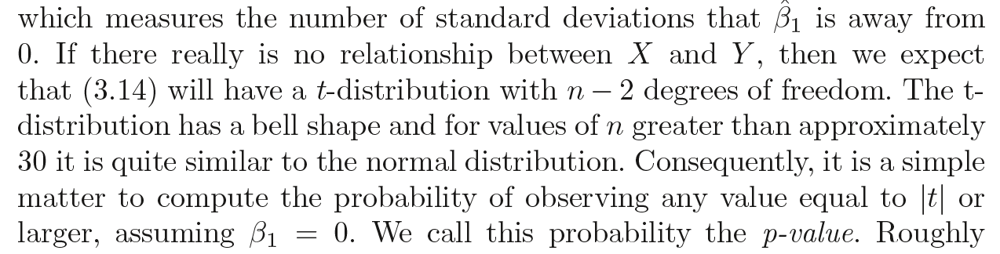 which measures the number of standard deviations that β̂₁ is away from
0. If there really is no relationship between X and Y, then we expect
that (3.14) will have a t-distribution with n − 2 degrees of freedom. The t-
distribution has a bell shape and for values of n greater than approximately
30 it is quite similar to the normal distribution. Consequently, it is a simple
matter to compute the probability of observing any value equal to |t| or
larger, assuming β₁ = 0. We call this probability the p-value. Roughly